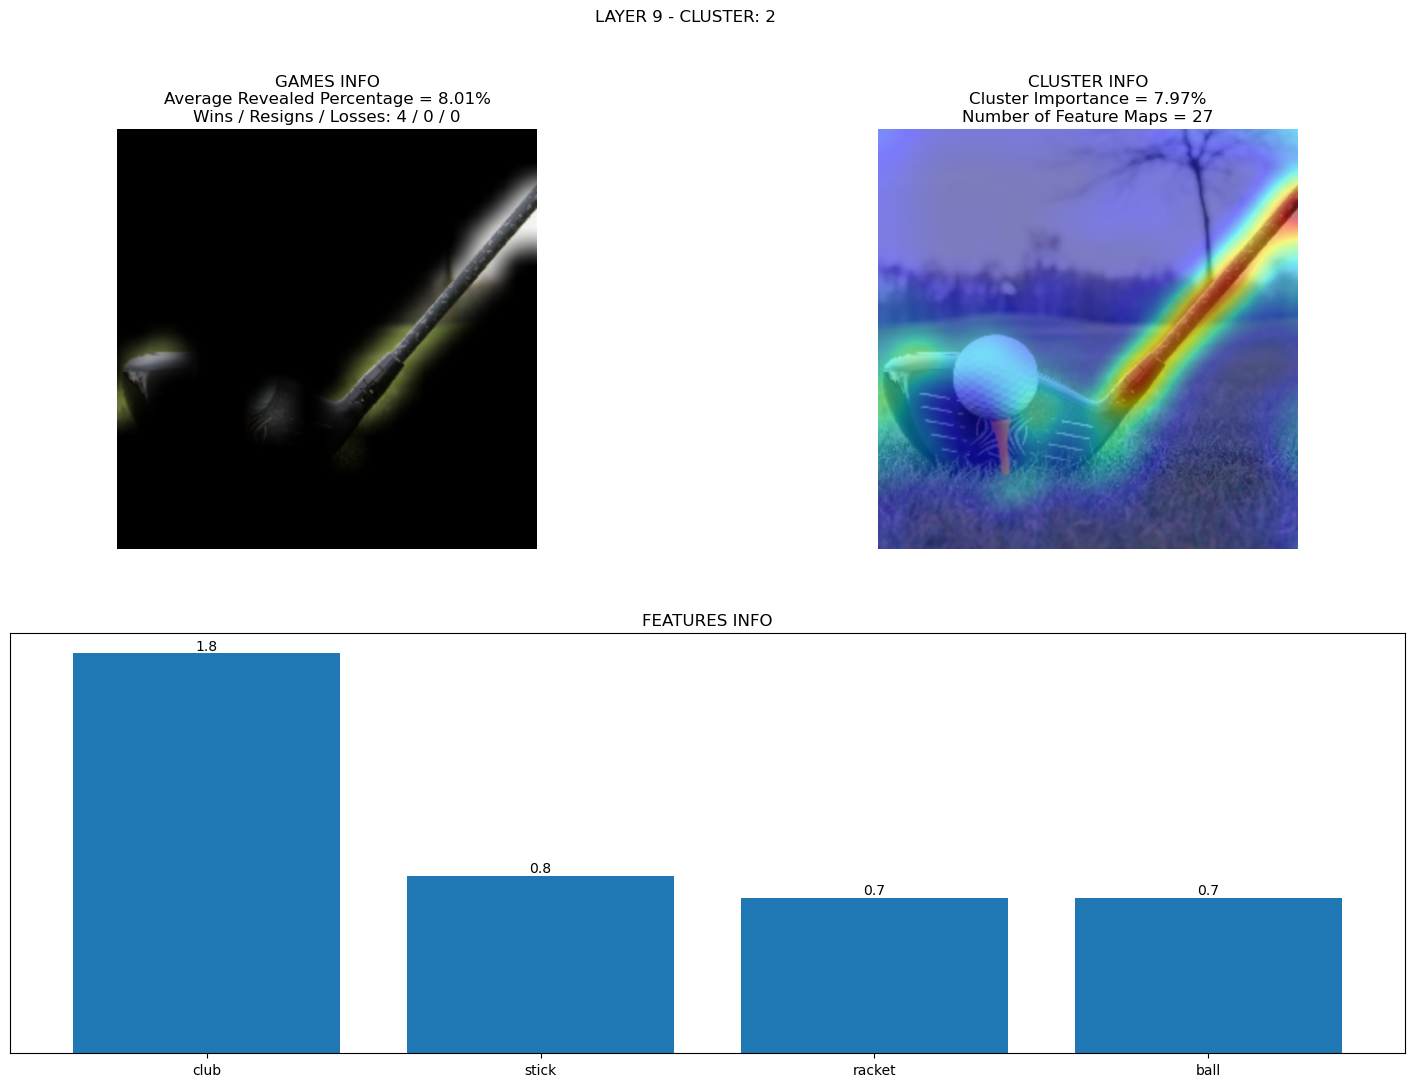 LAYER 9 - CLUSTER: 2
GAMES INFO
Average Revealed Percentage = 8.01%
Wins / Resigns / Losses: 4 / 0 / 0
CLUSTER INFO
Cluster Importance = 7.97%
Number of Feature Maps = 27
FEATURES INFO
1.8
0.8
0.7
0.7
club
stick
racket
ball